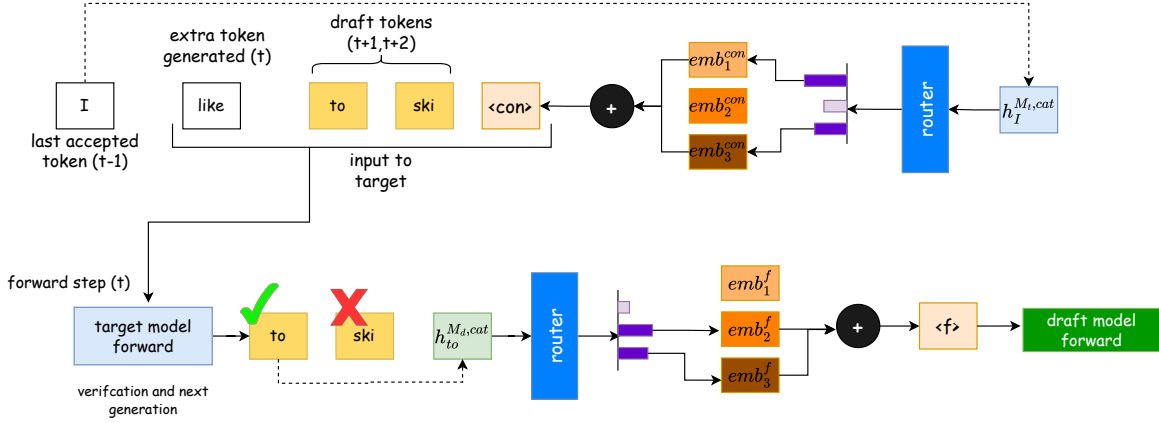 extra token
generated (t)
draft tokens
(t+1,t+2)
I
like
to
ski
<con>
+
emb_1^{con}
emb_2^{con}
emb_3^{con}
router
h_I^{M_t,cat}
last accepted
token (t-1)
input to
target
forward step (t)
target model
forward
to
ski
h_{to}^{M_d,cat}
router
emb_1^f
emb_2^f
emb_3^f
+
<f>
draft model
forward
verifcation and next
generation